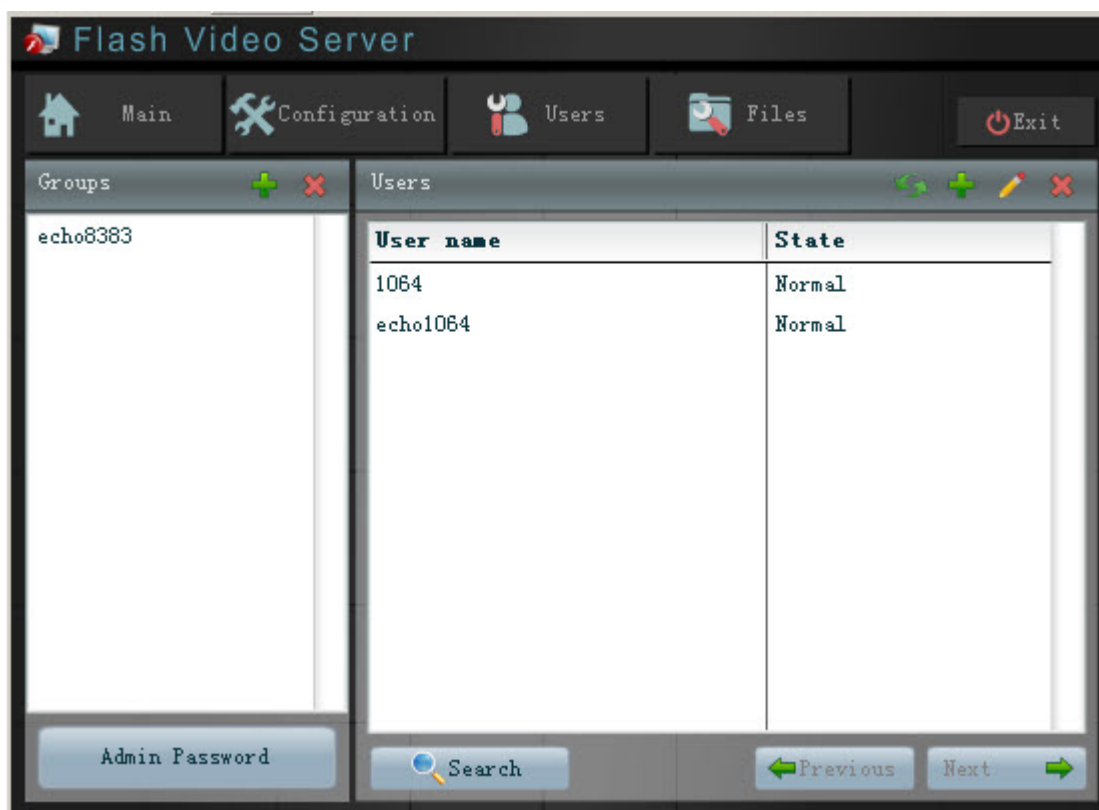 Flash Video Server
Main Configuration Users Files Exit
Groups
echo8383
Admin Password
Users
User name State
1064 Normal
echo1064 Normal
Search Previous Next